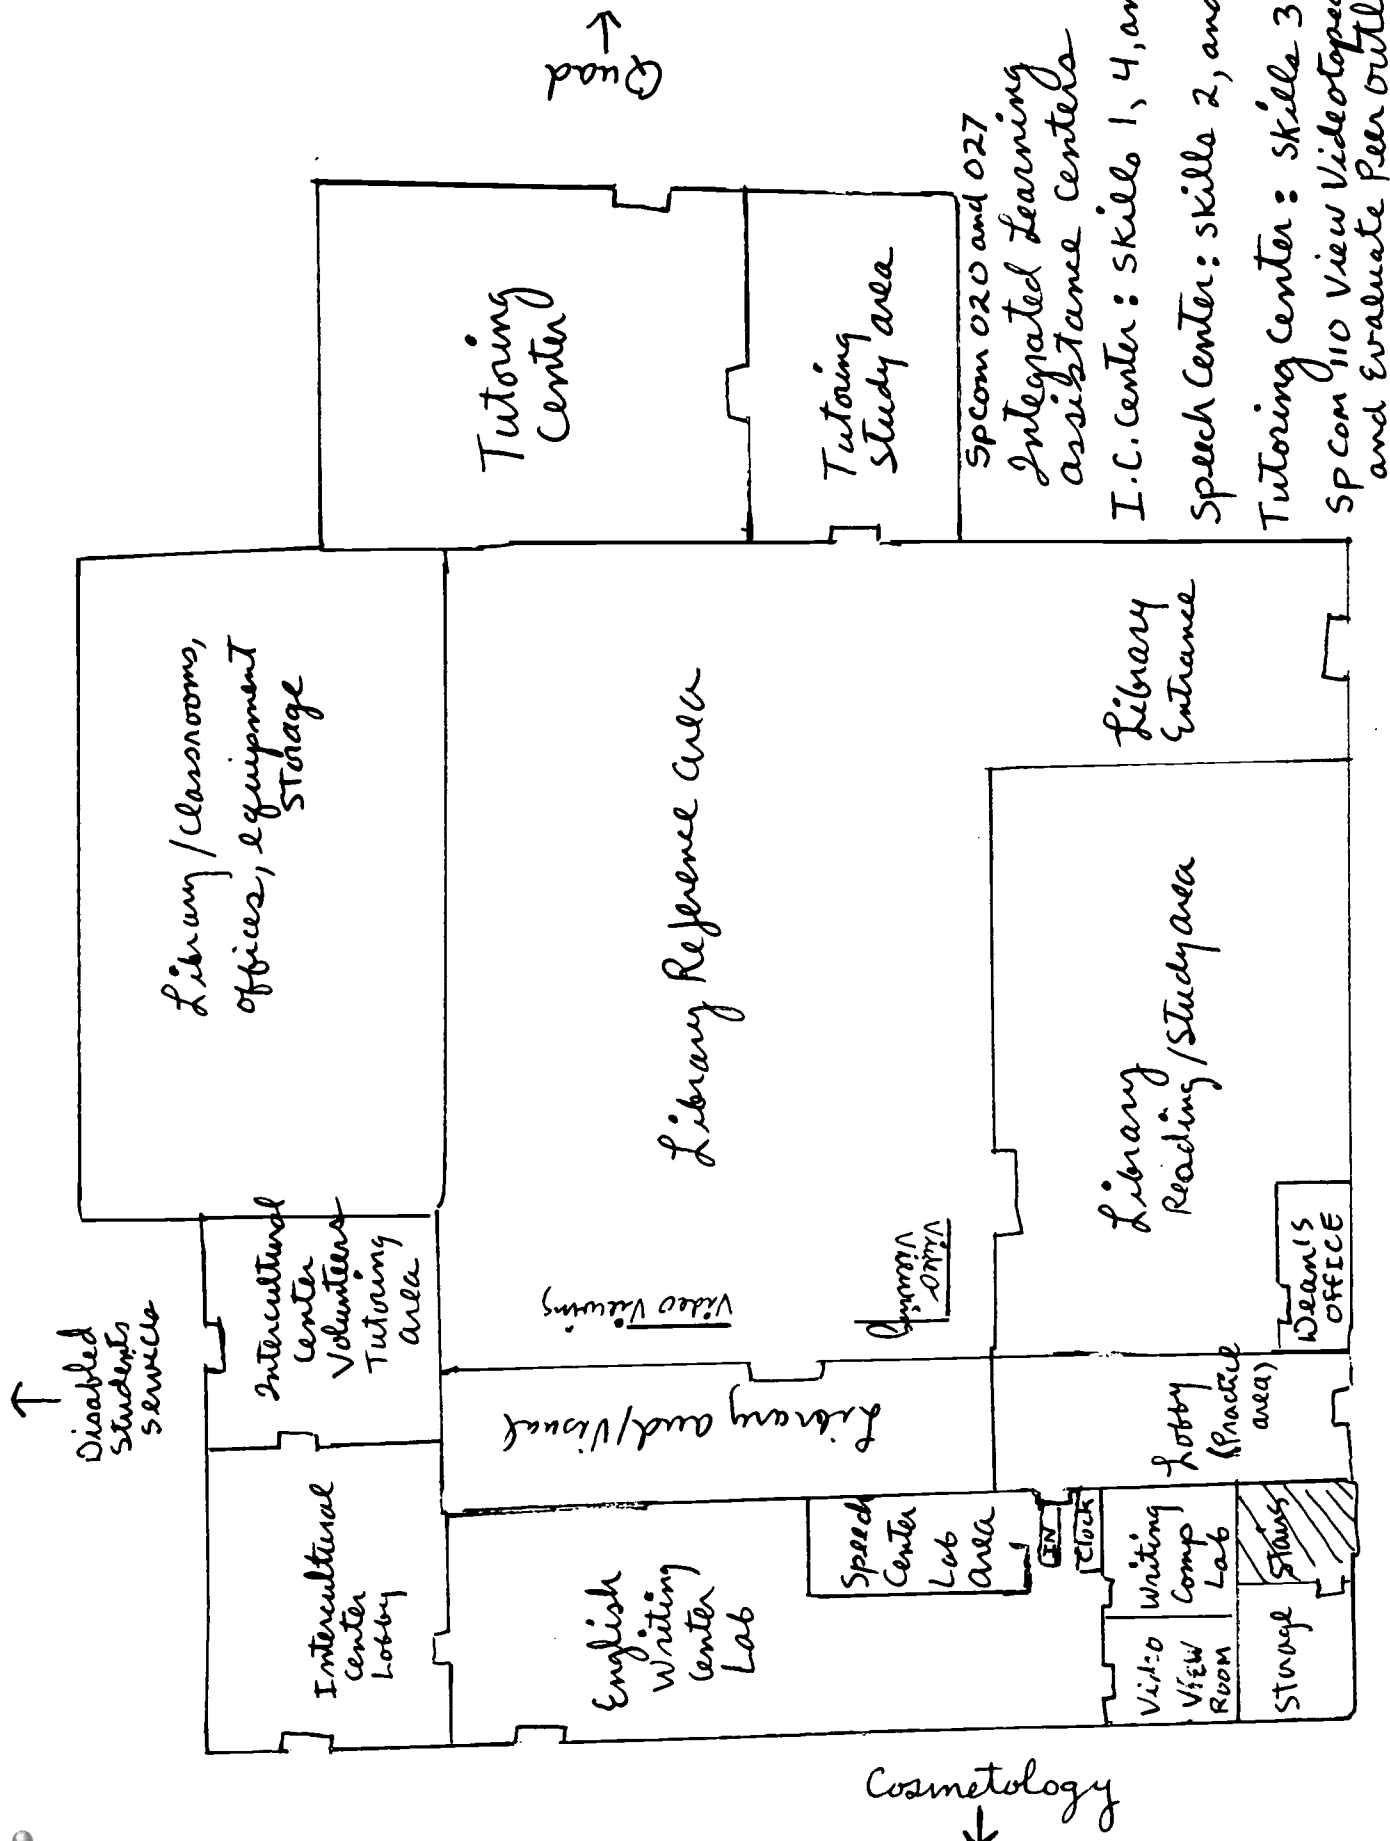 Quad
Disabled
Students
Services
Library/classrooms,
offices, equipment
storage
Tutoring
Center
Tutoring
study area
Spcom 020 and 027
Integrated Learning
assistance centers
I.C. Center: Skills 1, 4, an
Speech Center: skills 2, and
Tutoring Center: Skills 3
SpCom 110 View Videotaped
and Evaluate Peer Outl
Intercultural
Center
Volunteers
Tutoring
area
Intercultural
Center
Lobby
Library Reference area
Video Viewing
Video
Viewing
Library
Entrance
Library
Reading/Study area
Dean's
OFFICE
Library aud/Visual
Lobby
(Practice
area)
English
Writing
Center
Lab
Speech
Center
Lab
Area
IN
Clock
Writing
Comp
Lab
Stairs
Video
View
ROOM
Storage
Cosmetology